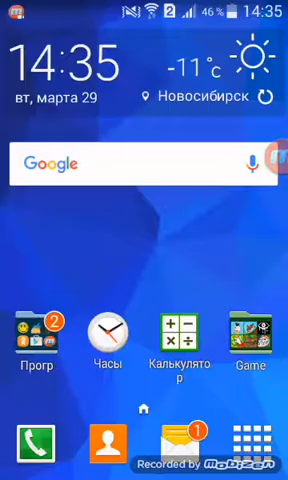 2 46% 14:35
14:35
-11°c
вт, марта 29
Новосибирск
Google
2
Прогр
Часы
Калькулято
р
Game
1
Recorded by Mobizen